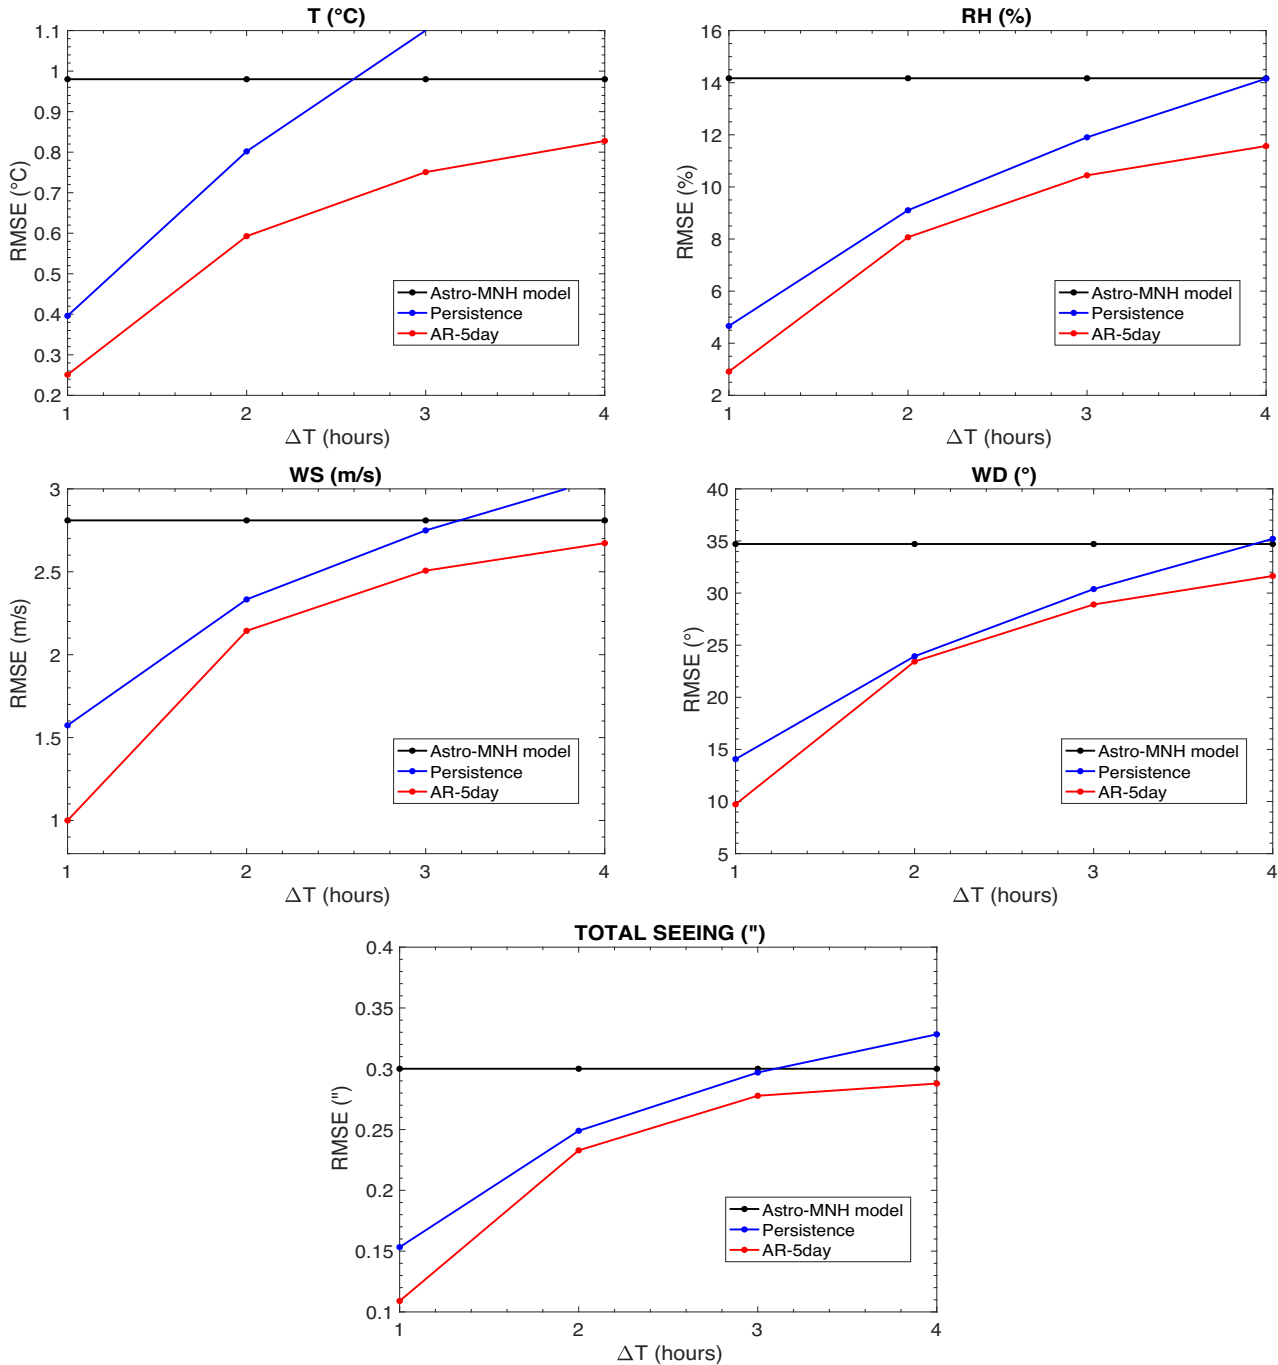 T (°C)
1.1
1
0.9
0.8
0.7
0.6
0.5
0.4
0.3
0.2
RMSE (°C)
1 2 3 4
ΔT (hours)
Astro-MNH model
Persistence
AR-5day
RH (%)
16
14
12
10
8
6
4
2
RMSE (%)
1 2 3 4
ΔT (hours)
Astro-MNH model
Persistence
AR-5day
WS (m/s)
3
2.5
2
1.5
1
RMSE (m/s)
1 2 3 4
ΔT (hours)
Astro-MNH model
Persistence
AR-5day
WD (°)
40
35
30
25
20
15
10
5
RMSE (°)
1 2 3 4
ΔT (hours)
Astro-MNH model
Persistence
AR-5day
TOTAL SEEING (")
0.4
0.35
0.3
0.25
0.2
0.15
0.1
RMSE (")
1 2 3 4
ΔT (hours)
Astro-MNH model
Persistence
AR-5day